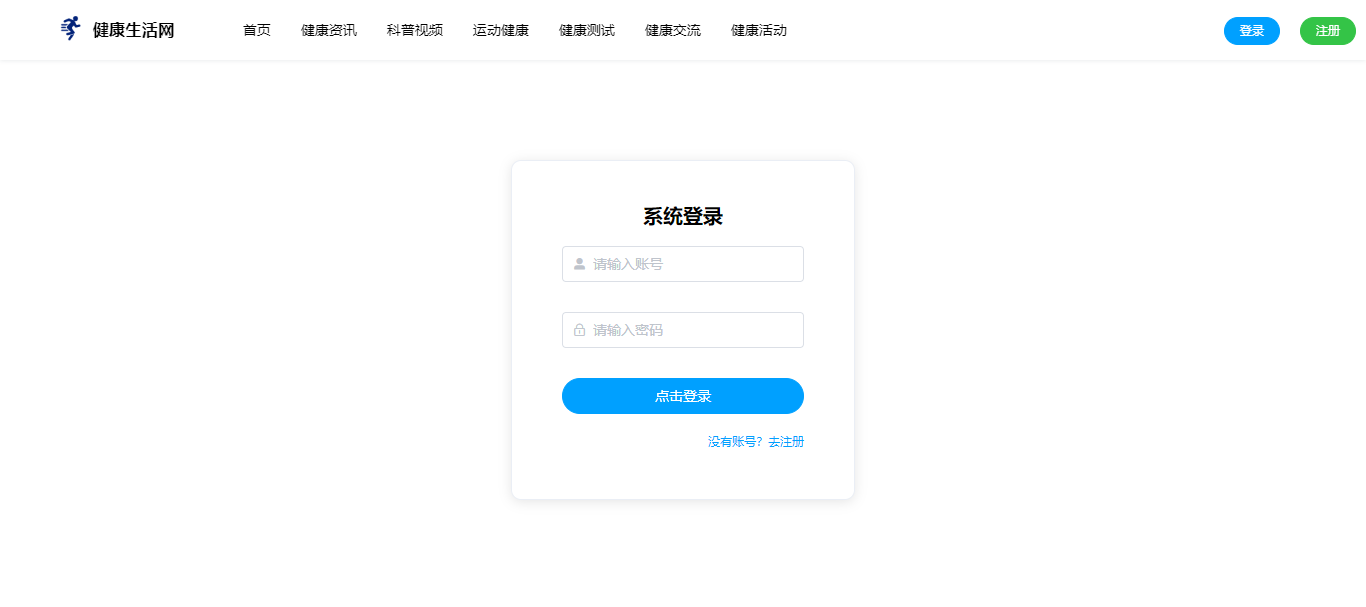 健康生活网 首页 健康资讯 科普视频 运动健康 健康测试 健康交流 健康活动 登录 注册
系统登录
请输入账号
请输入密码
点击登录
没有账号？去注册